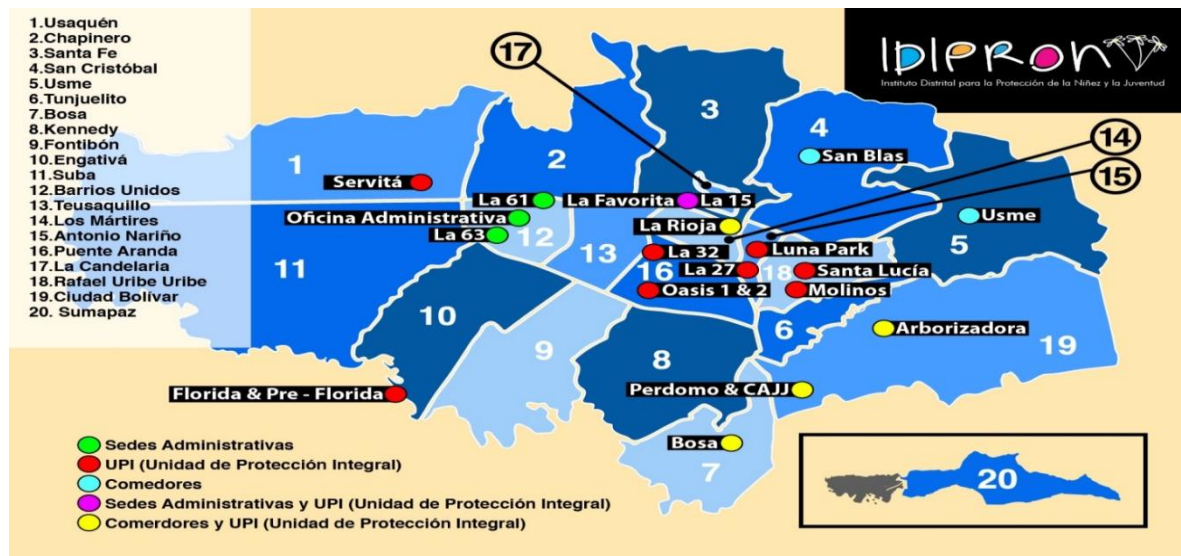 1.Usaquén
2.Chapinero
3.Santa Fe
4.San Cristóbal
5.Usme
6.Tunjuelito
7.Bosa
8.Kennedy
9.Fontibón
10.Engativá
11.Suba
12.Barrios Unidos
13.Teusaquillo
14.Los Mártires
15.Antonio Nariño
16.Puente Aranda
17.La Candelaria
18.Rafael Uribe Uribe
19.Ciudad Bolívar
20. Sumapaz
IDIPRON
Instituto Distrital para la Protección de la Niñez y la Juventud
17
14
15
3
4
1
2
San Blas
Servitá
La 61
La Favorita
La 15
Oficina Administrativa
Usme
La 63
12
La Rioja
5
11
13
La 32
Luna Park
16
La 27
18
Santa Lucía
Oasis 1 & 2
Molinos
10
9
8
6
Arborizadora
19
Florida & Pre - Florida
Perdomo & CAJJ
Bosa
7
20
Sedes Administrativas
UPI (Unidad de Protección Integral)
Comedores
Sedes Administrativas y UPI (Unidad de Protección Integral)
Comerdores y UPI (Unidad de Protección Integral)